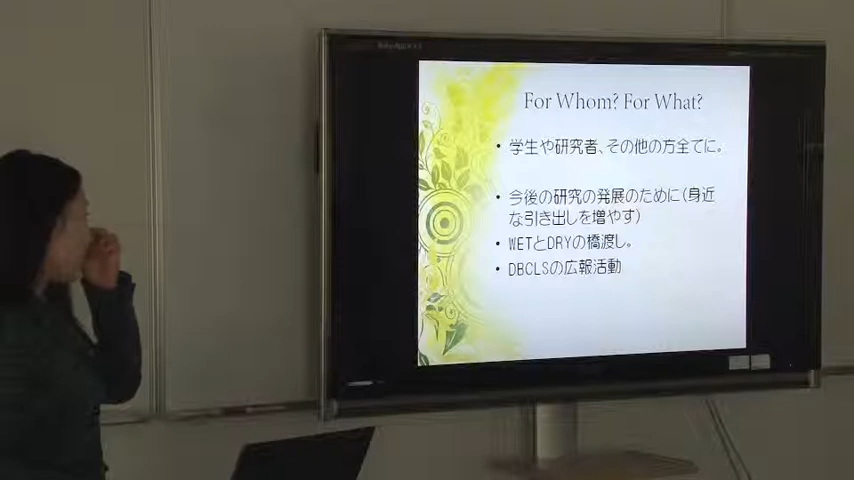 For Whom? For What?
• 学生や研究者、その他の方全てに。
• 今後の研究の発展のために(身近
な引き出しを増やす)
• WETとDRYの橋渡し。
• DBCLSの広報活動